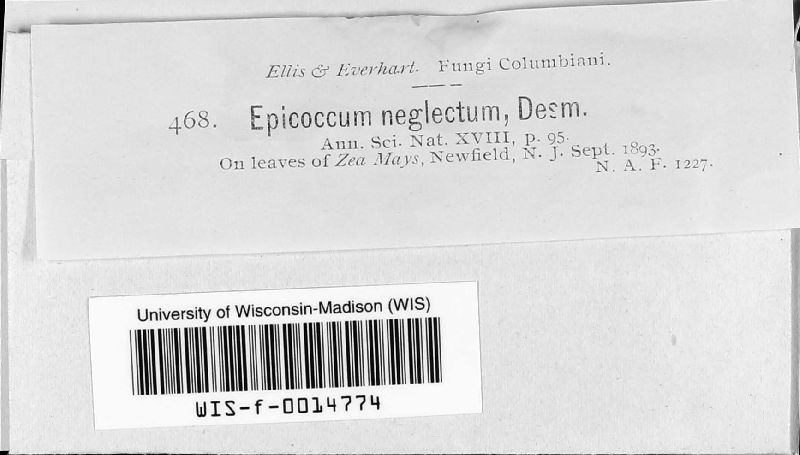 Ellis & Everhart. Fungi Columbiani.
468. Epicoccum neglectum, Desm.
Ann. Sci. Nat. XVIII, p. 95.
On leaves of Zea Mays, Newfield, N. J. Sept. 1893.
N. A. F. 1227.
University of Wisconsin-Madison (WIS)
WIS-f-0014774